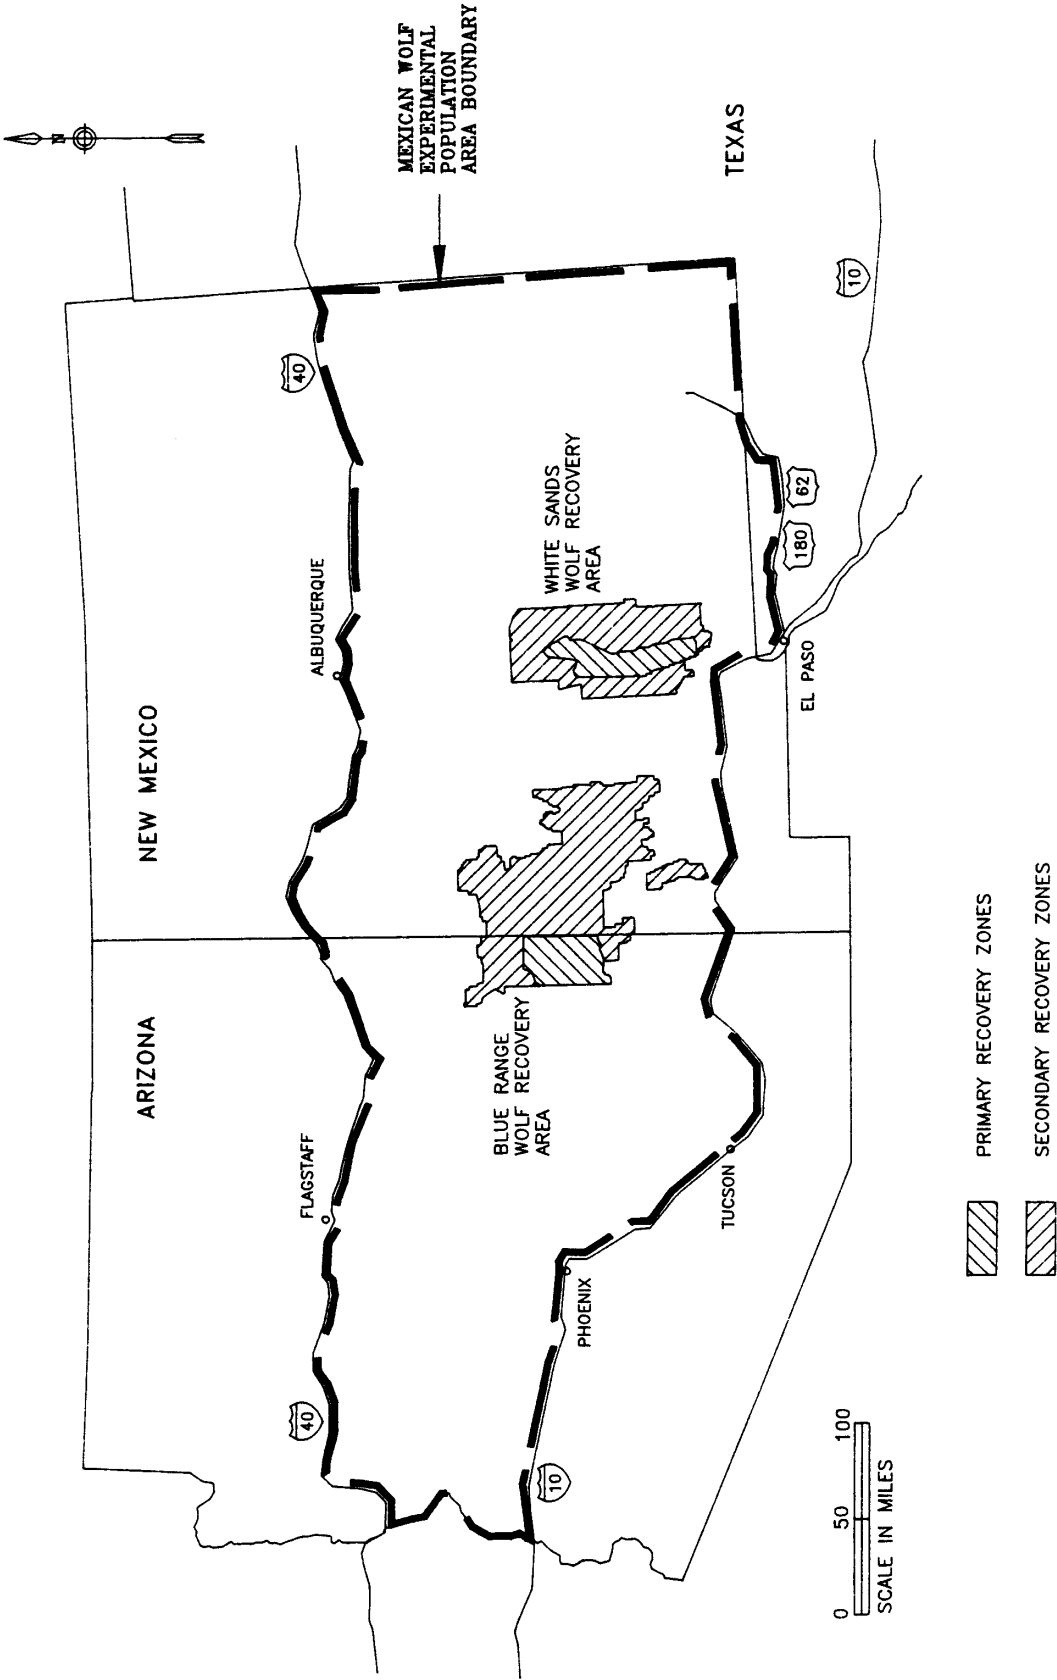 N
MEXICAN WOLF
EXPERIMENTAL
POPULATION
AREA BOUNDARY
ARIZONA
NEW MEXICO
TEXAS
40
FLAGSTAFF
ALBUQUERQUE
40
BLUE RANGE
WOLF RECOVERY
AREA
WHITE SANDS
WOLF RECOVERY
AREA
10
PHOENIX
TUCSON
EL PASO
180
62
10
0
50
100
SCALE IN MILES
PRIMARY RECOVERY ZONES
SECONDARY RECOVERY ZONES